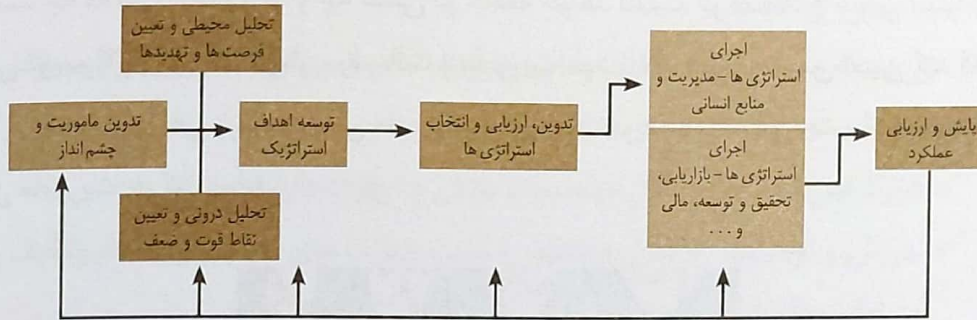 تحلیل محیطی و تعیین
فرصت ها و تهدیدها
تدوین ماموریت و
چشم انداز
تحلیل درونی و تعیین
نقاط قوت و ضعف
توسعه اهداف
استراتژیک
تدوین، ارزیابی و انتخاب
استراتژی ها
اجرای
استراتژی ها - مدیریت و
منابع انسانی
اجرای
استراتژی ها - بازاریابی،
تحقیق و توسعه، مالی
و ...
پایش و ارزیابی
عملکرد